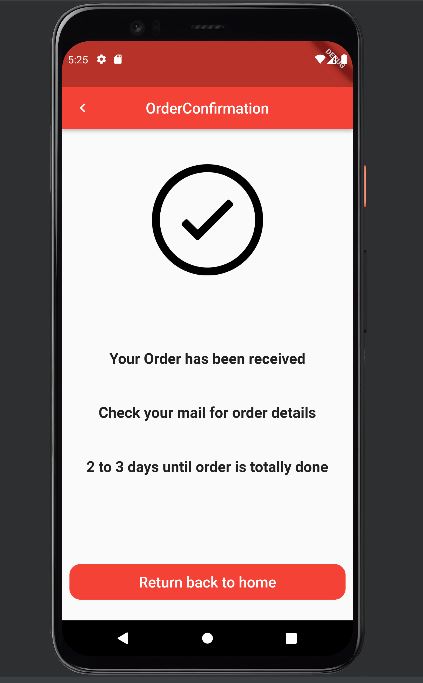 5:25
DEBUG
OrderConfirmation
Your Order has been received
Check your mail for order details
2 to 3 days until order is totally done
Return back to home